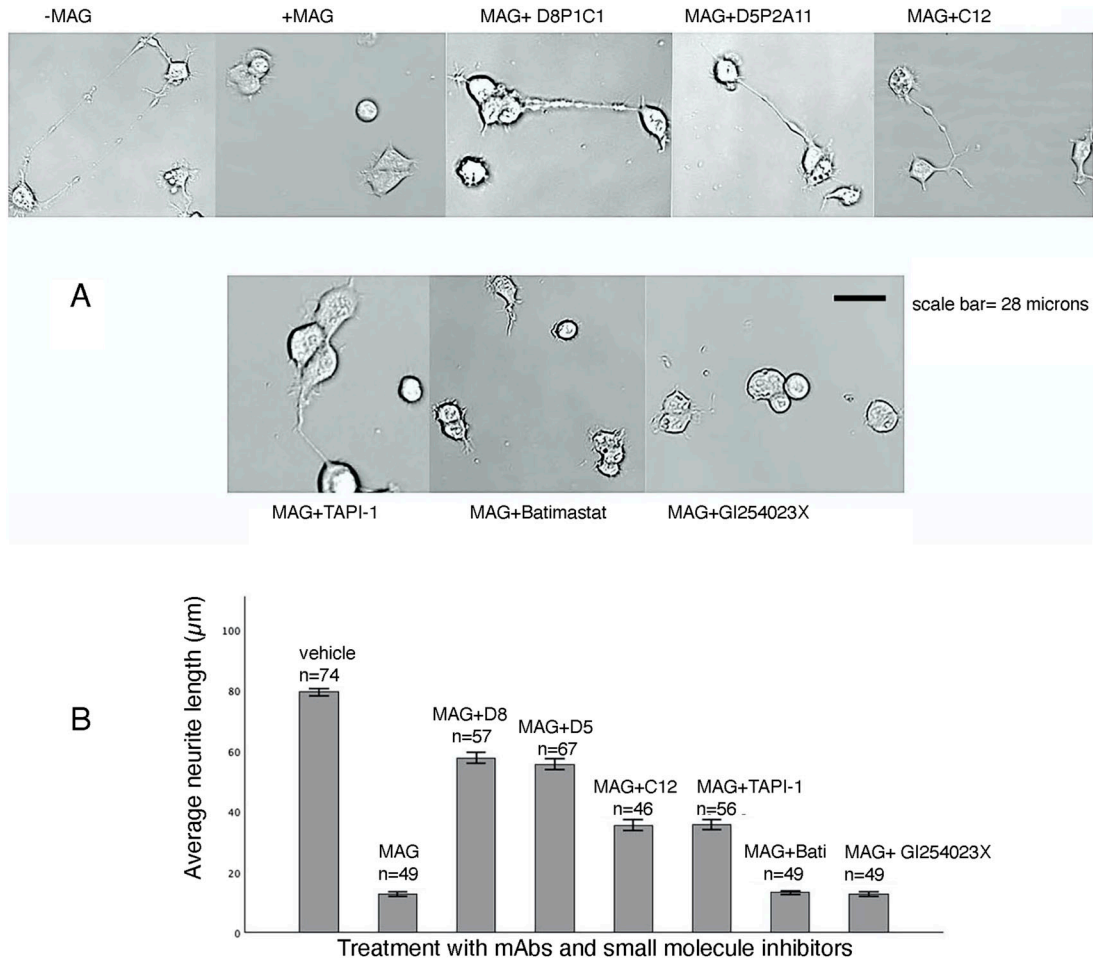 -MAG
+MAG
MAG+ D8P1C1
MAG+D5P2A11
MAG+C12
A
scale bar= 28 microns
MAG+TAPI-1
MAG+Batimastat
MAG+GI254023X
B
Average neurite length (µm)
100
80
60
40
20
0
vehicle
n=74
MAG
n=49
MAG+D8
n=57
MAG+D5
n=67
MAG+C12
n=46
MAG+TAPI-1
n=56
MAG+Bati
n=49
MAG+ GI254023X
n=49
Treatment with mAbs and small molecule inhibitors